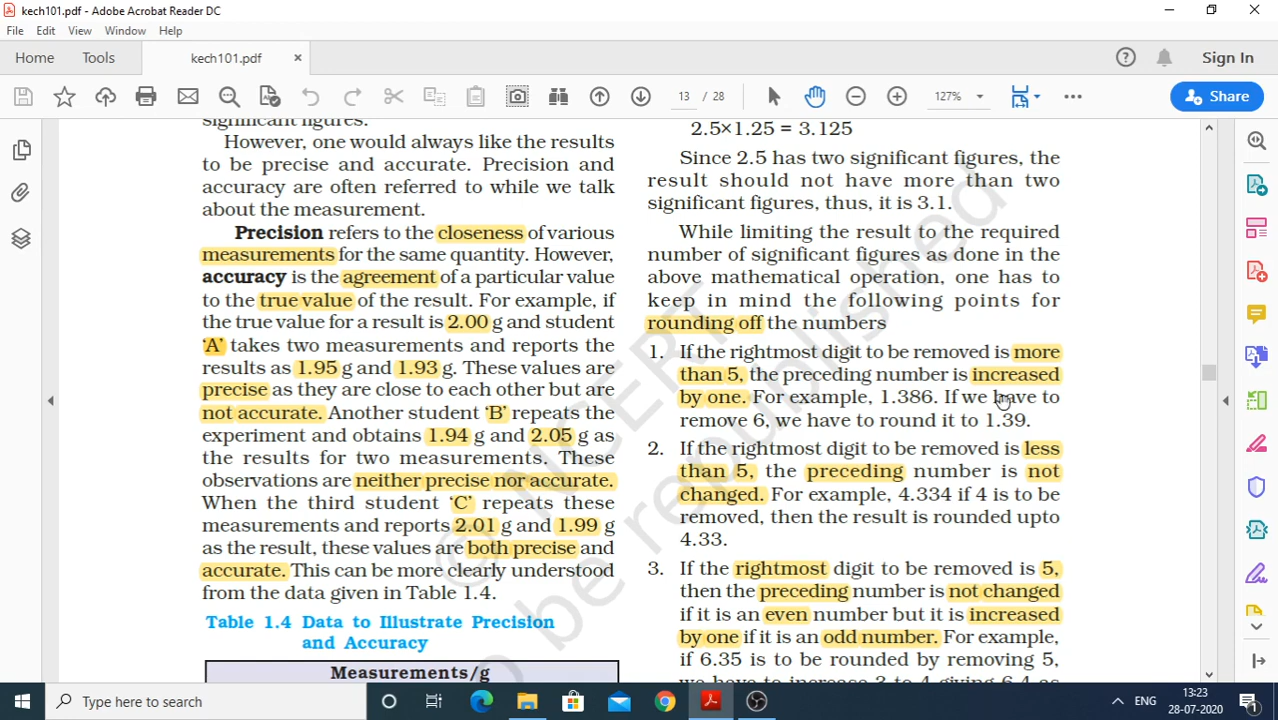 kech101.pdf - Adobe Acrobat Reader DC
File Edit View Window Help
Home Tools kech101.pdf × Sign In
13 / 28 127% Share
significant figures.
However, one would always like the results
to be precise and accurate. Precision and
accuracy are often referred to while we talk
about the measurement.
Precision refers to the closeness of various
measurements for the same quantity. However,
accuracy is the agreement of a particular value
to the true value of the result. For example, if
the true value for a result is 2.00 g and student
‘A’ takes two measurements and reports the
results as 1.95 g and 1.93 g. These values are
precise as they are close to each other but are
not accurate. Another student ‘B’ repeats the
experiment and obtains 1.94 g and 2.05 g as
the results for two measurements. These
observations are neither precise nor accurate.
When the third student ‘C’ repeats these
measurements and reports 2.01 g and 1.99 g
as the result, these values are both precise and
accurate. This can be more clearly understood
from the data given in Table 1.4.
Table 1.4 Data to Illustrate Precision
and Accuracy
Measurements/g
2.5×1.25 = 3.125
Since 2.5 has two significant figures, the
result should not have more than two
significant figures, thus, it is 3.1.
While limiting the result to the required
number of significant figures as done in the
above mathematical operation, one has to
keep in mind the following points for
rounding off the numbers
1. If the rightmost digit to be removed is more
than 5, the preceding number is increased
by one. For example, 1.386. If we have to
remove 6, we have to round it to 1.39.
2. If the rightmost digit to be removed is less
than 5, the preceding number is not
changed. For example, 4.334 if 4 is to be
removed, then the result is rounded upto
4.33.
3. If the rightmost digit to be removed is 5,
then the preceding number is not changed
if it is an even number but it is increased
by one if it is an odd number. For example,
if 6.35 is to be rounded by removing 5,
we have to increase 3 to 4 giving 6.4 as
© NCERT
o be republished
Type here to search
ENG 13:23
28-07-2020
1